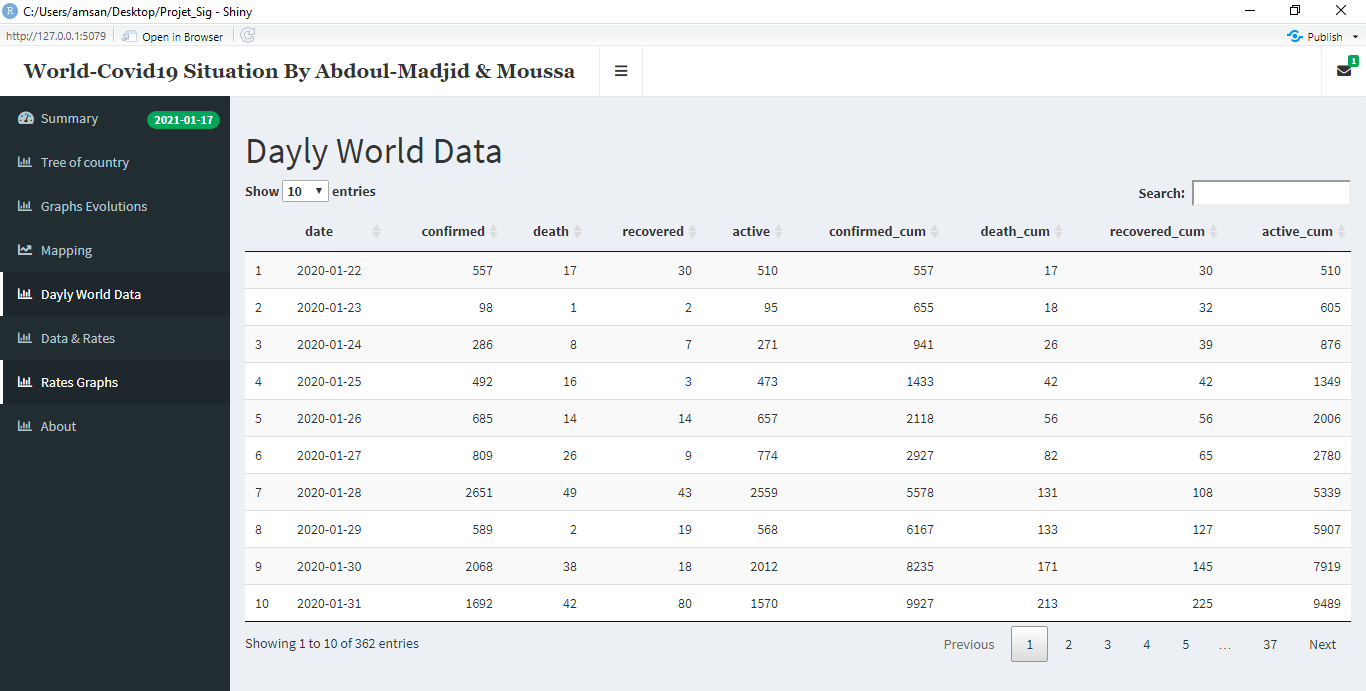 R C:/Users/amsan/Desktop/Projet_Sig - Shiny
http://127.0.0.1:5079 Open in Browser Publish
World-Covid19 Situation By Abdoul-Madjid & Moussa 1
Summary 2021-01-17
Tree of country
Graphs Evolutions
Mapping
Dayly World Data
Data & Rates
Rates Graphs
About
Dayly World Data
Show 10 entries Search:
date confirmed death recovered active confirmed_cum death_cum recovered_cum active_cum
1 2020-01-22 557 17 30 510 557 17 30 510
2 2020-01-23 98 1 2 95 655 18 32 605
3 2020-01-24 286 8 7 271 941 26 39 876
4 2020-01-25 492 16 3 473 1433 42 42 1349
5 2020-01-26 685 14 14 657 2118 56 56 2006
6 2020-01-27 809 26 9 774 2927 82 65 2780
7 2020-01-28 2651 49 43 2559 5578 131 108 5339
8 2020-01-29 589 2 19 568 6167 133 127 5907
9 2020-01-30 2068 38 18 2012 8235 171 145 7919
10 2020-01-31 1692 42 80 1570 9927 213 225 9489
Showing 1 to 10 of 362 entries Previous 1 2 3 4 5 … 37 Next